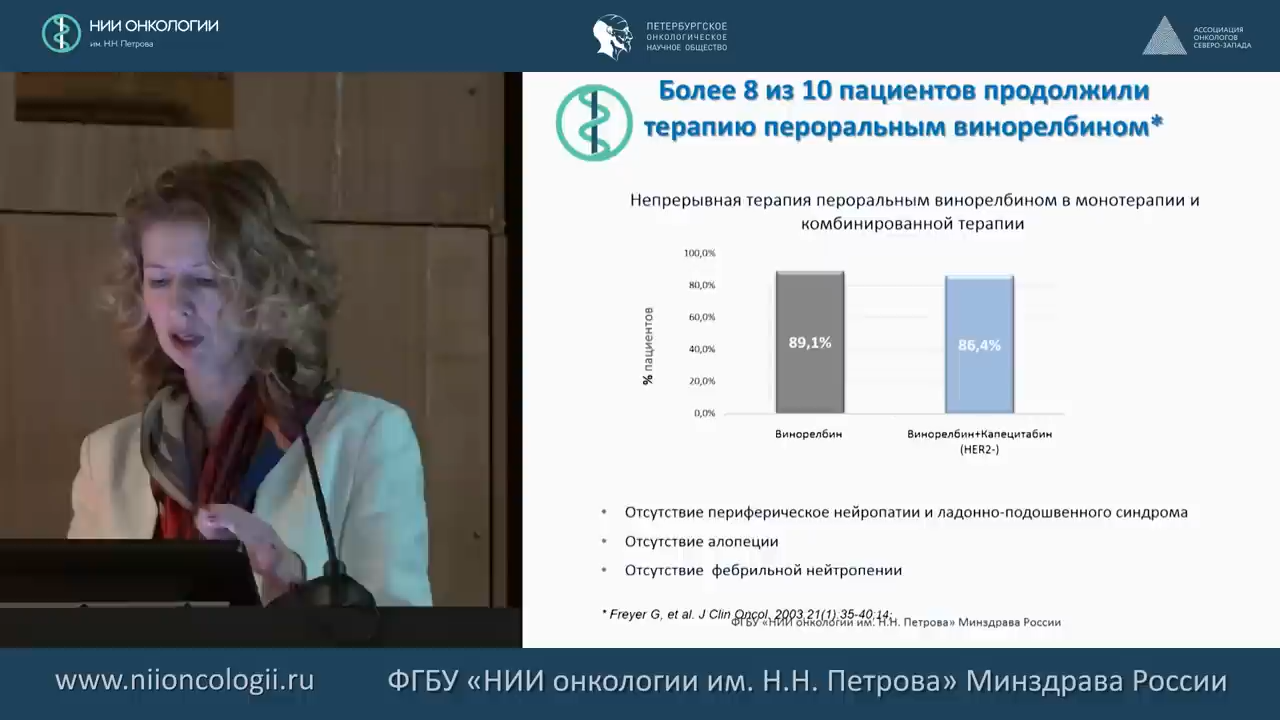 НИИ ОНКОЛОГИИ
им. Н.Н. Петрова
ПЕТЕРБУРГСКОЕ
ОНКОЛОГИЧЕСКОЕ
НАУЧНОЕ ОБЩЕСТВО
АССОЦИАЦИЯ
ОНКОЛОГОВ
СЕВЕРО-ЗАПАДА
Более 8 из 10 пациентов продолжили
терапию пероральным винорелбином*
Непрерывная терапия пероральным винорелбином в монотерапии и
комбинированной терапии
100,0%
80,0%
60,0%
40,0%
20,0%
0,0%
% пациентов
89,1%
86,4%
Винорелбин
Винорелбин+Капецитабин
(HER2-)
• Отсутствие периферическое нейропатии и ладонно-подошвенного синдрома
• Отсутствие алопеции
• Отсутствие фебрильной нейтропении
* Freyer G, et al. J Clin Oncol. 2003 21(1) 35-40.14;
ФГБУ «НИИ онкологии им. Н.Н. Петрова» Минздрава России
www.niioncologii.ru
ФГБУ «НИИ онкологии им. Н.Н. Петрова» Минздрава России